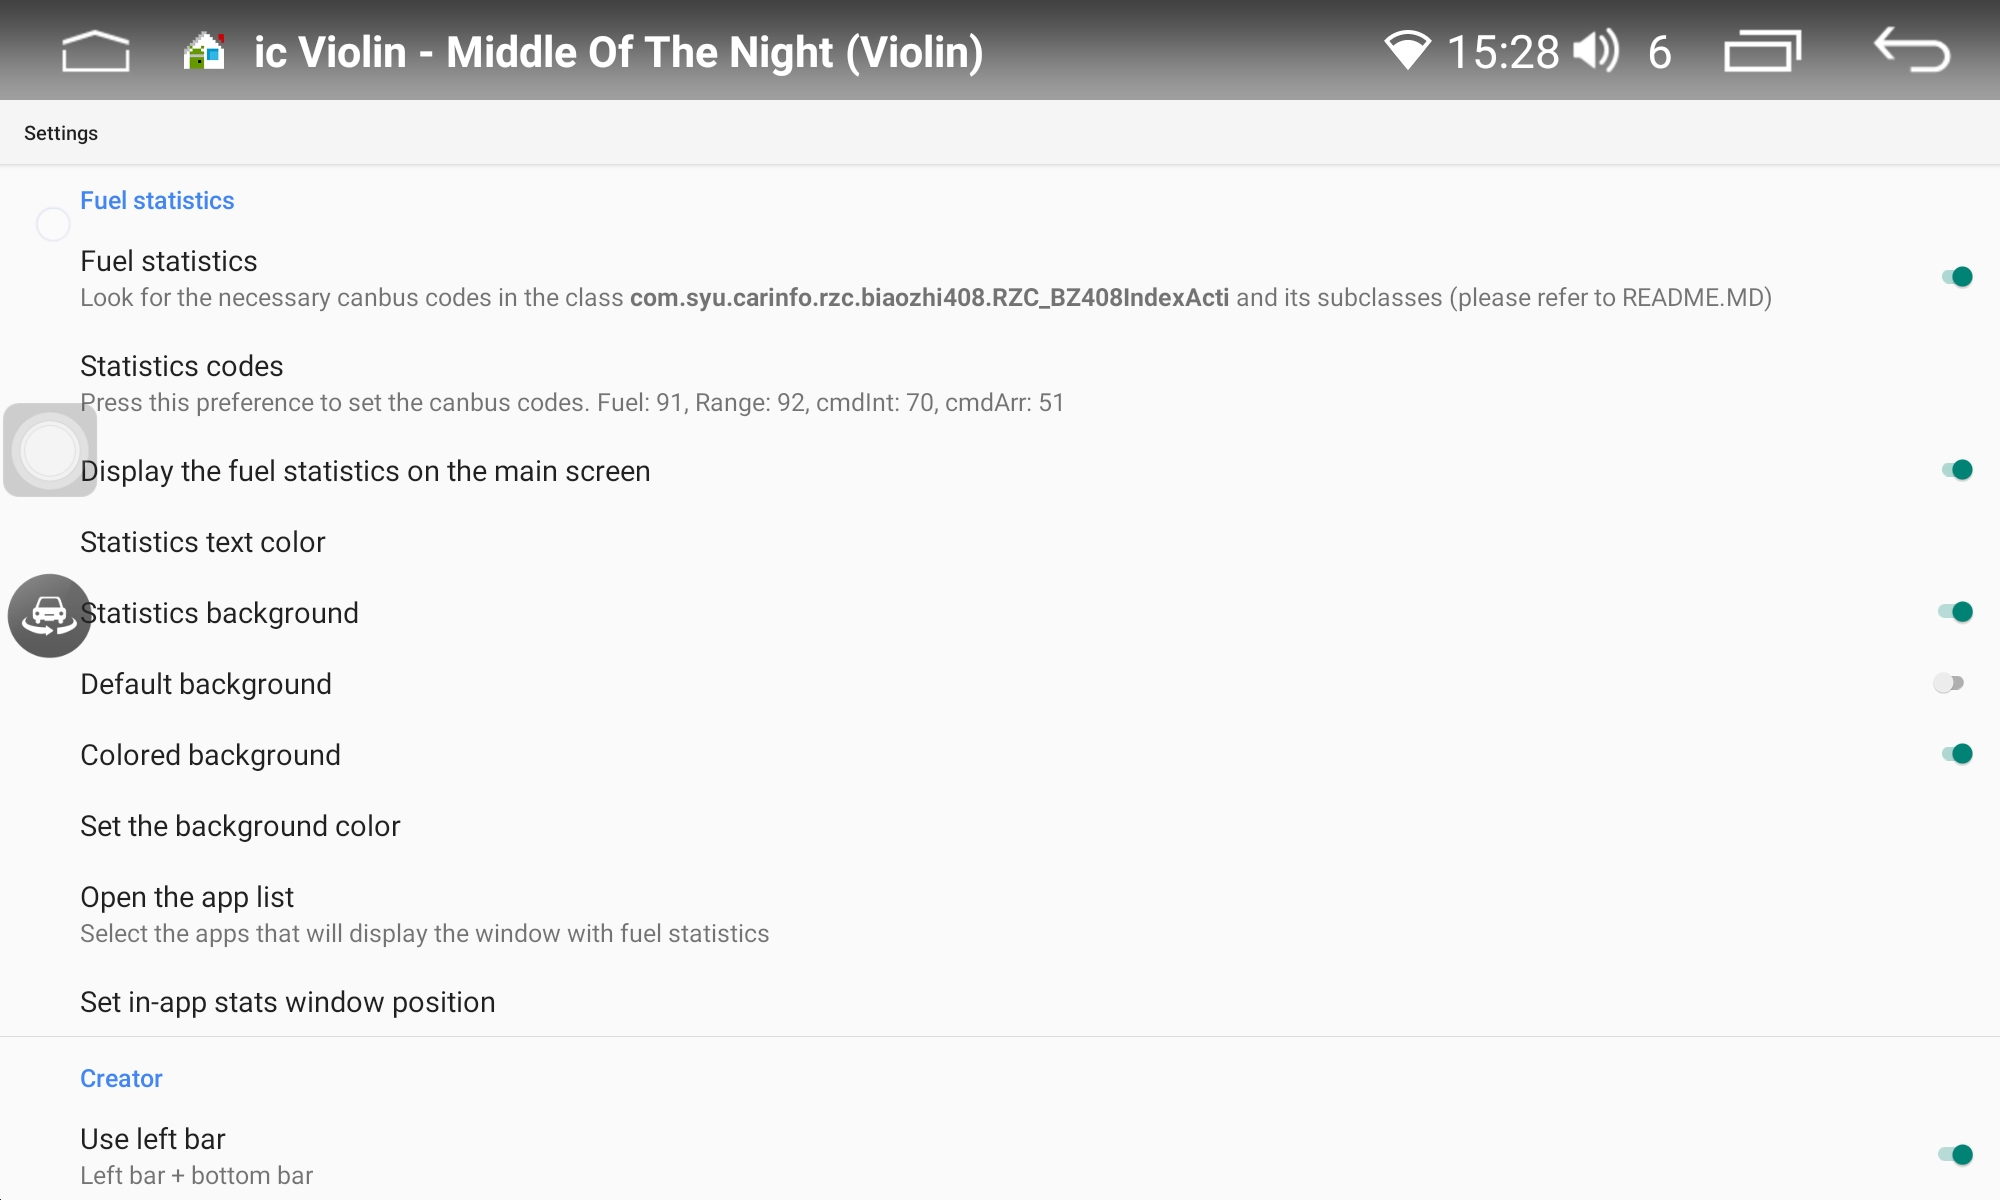 ic Violin - Middle Of The Night (Violin)
15:28
6
Settings
Fuel statistics
Fuel statistics
Look for the necessary canbus codes in the class com.syu.carinfo.rzc.biaozhi408.RZC_BZ408IndexActi and its subclasses (please refer to README.MD)
Statistics codes
Press this preference to set the canbus codes. Fuel: 91, Range: 92, cmdInt: 70, cmdArr: 51
Display the fuel statistics on the main screen
Statistics text color
Statistics background
Default background
Colored background
Set the background color
Open the app list
Select the apps that will display the window with fuel statistics
Set in-app stats window position
Creator
Use left bar
Left bar + bottom bar